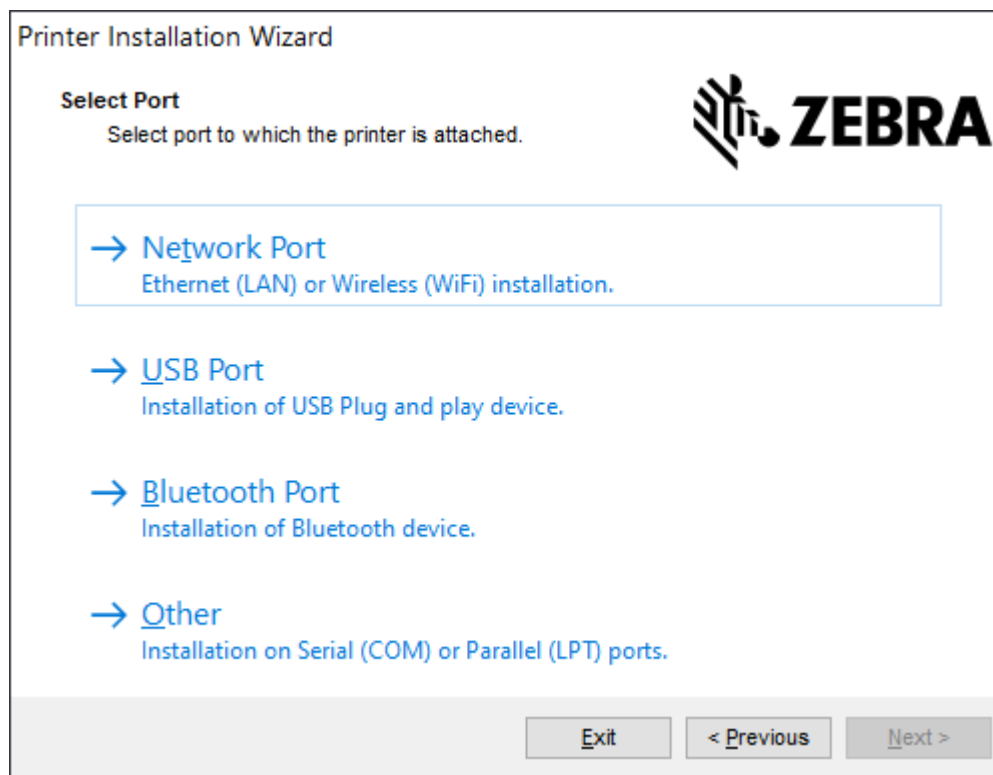 Printer Installation Wizard
Select Port
Select port to which the printer is attached.
ZEBRA
Network Port
Ethernet (LAN) or Wireless (WiFi) installation.
USB Port
Installation of USB Plug and play device.
Bluetooth Port
Installation of Bluetooth device.
Other
Installation on Serial (COM) or Parallel (LPT) ports.
Exit
< Previous
Next >